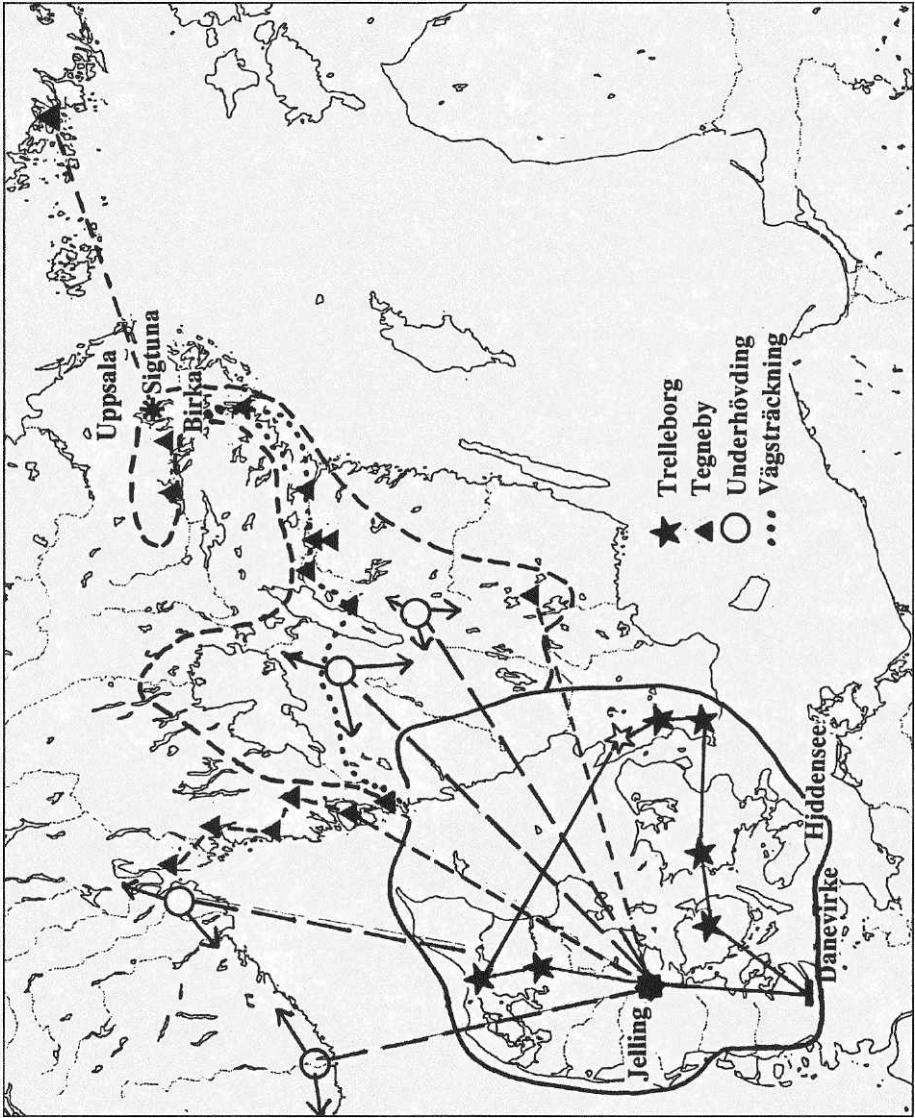 Uppsala
Sigtuna
Birka
Trelleborg
Tegneby
Underhövding
Vägsträckning
Jelling
Hiddensee
Danevirke